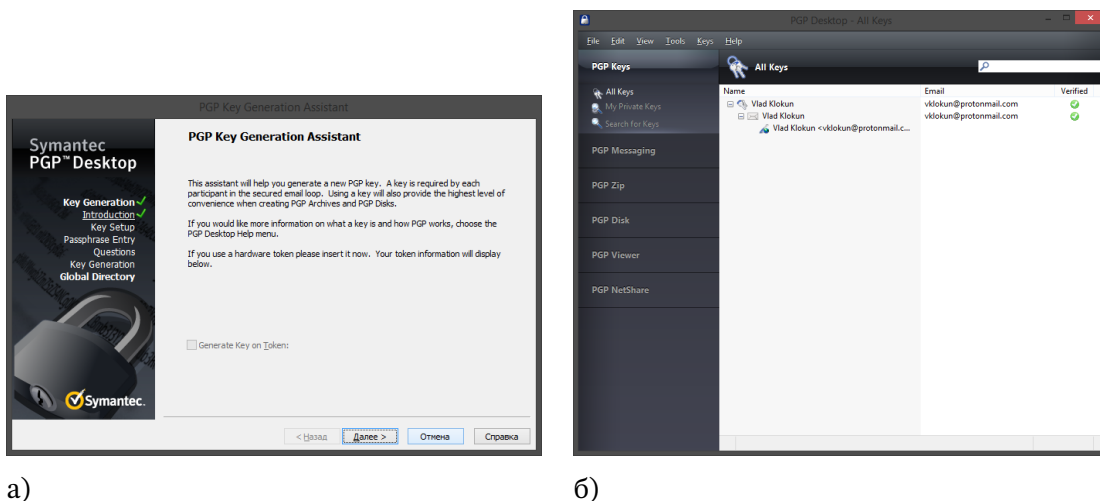 PGP Key Generation Assistant
Symantec
PGP™ Desktop
Key Generation
Introduction
Key Setup
Passphrase Entry
Questions
Key Generation
Global Directory
Symantec.
PGP Key Generation Assistant
This assistant will help you generate a new PGP key. A key is required by each
participant in the secured email loop. Using a key will also provide the highest level of
convenience when creating PGP Archives and PGP Disks.
If you would like more information on what a key is and how PGP works, choose the
PGP Desktop Help menu.
If you use a hardware token please insert it now. Your token information will display
below.
Generate Key on Token:
< Назад Далее > Отмена Справка
а)
PGP Desktop - All Keys
File Edit View Tools Keys Help
PGP Keys
All Keys
My Private Keys
Search for Keys
PGP Messaging
PGP Zip
PGP Disk
PGP Viewer
PGP NetShare
All Keys
Name Email Verified
Vlad Klokun vklokun@protonmail.com
Vlad Klokun vklokun@protonmail.com
Vlad Klokun <vklokun@protonmail.c...
б)